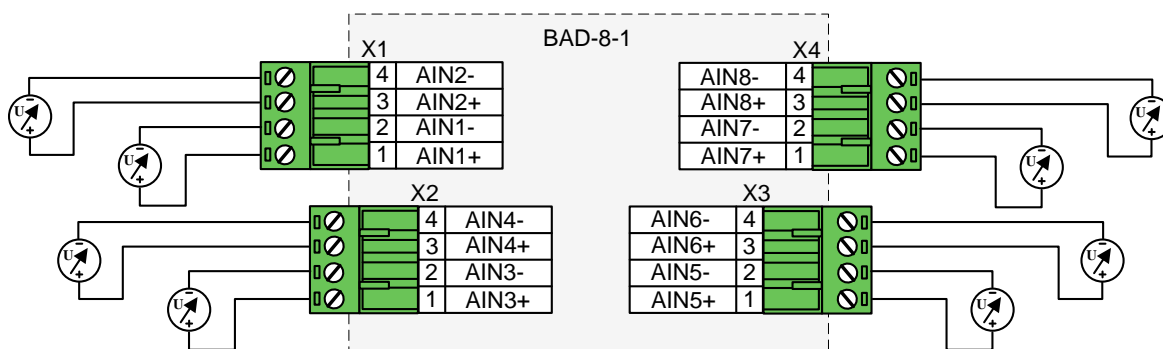 BAD-8-1
X1
4 AIN2-
3 AIN2+
2 AIN1-
1 AIN1+
U - +
U - +
X4
AIN8- 4
AIN8+ 3
AIN7- 2
AIN7+ 1
U - +
U - +
X2
4 AIN4-
3 AIN4+
2 AIN3-
1 AIN3+
U - +
U - +
X3
AIN6- 4
AIN6+ 3
AIN5- 2
AIN5+ 1
U - +
U - +